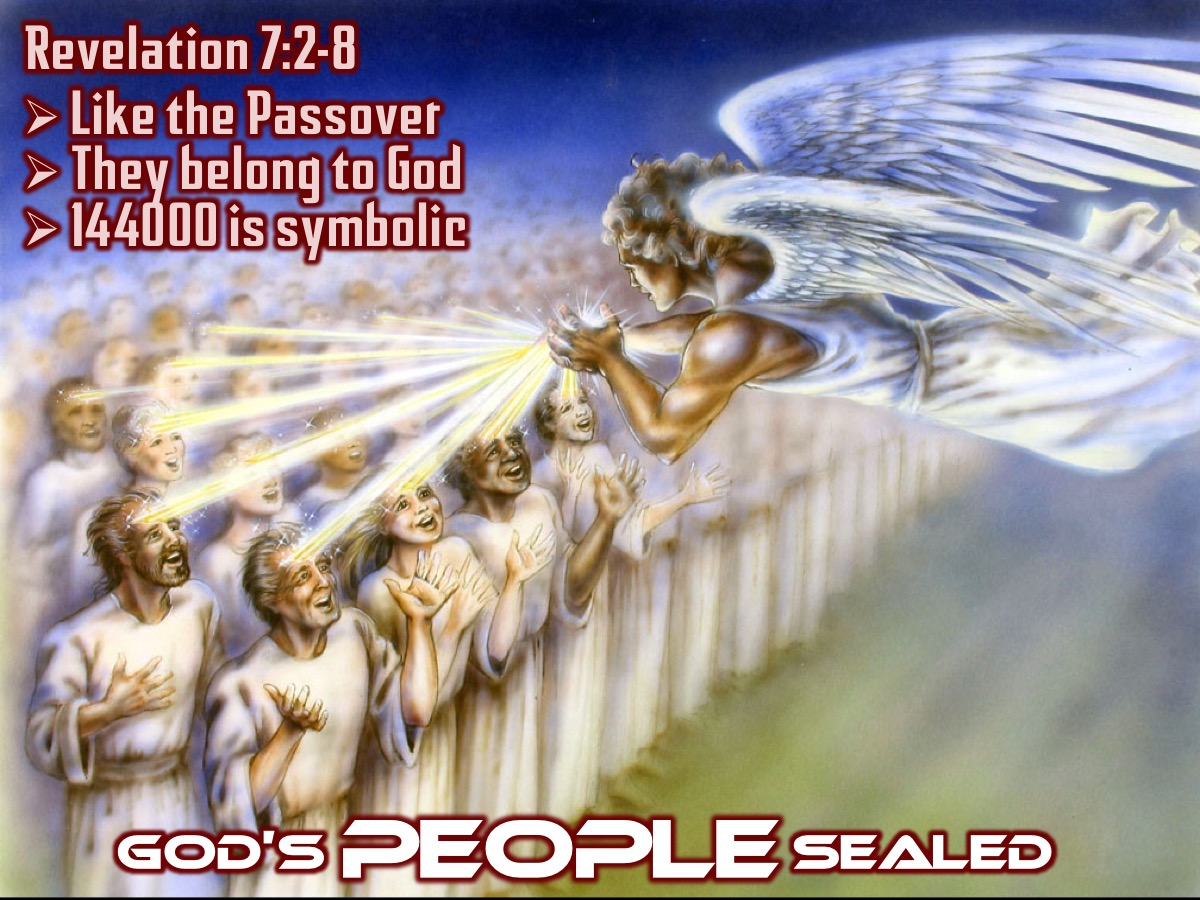 Revelation 7:2-8
➢ Like the Passover
➢ They belong to God
➢ 144000 is symbolic
GOD'S PEOPLE SEALED